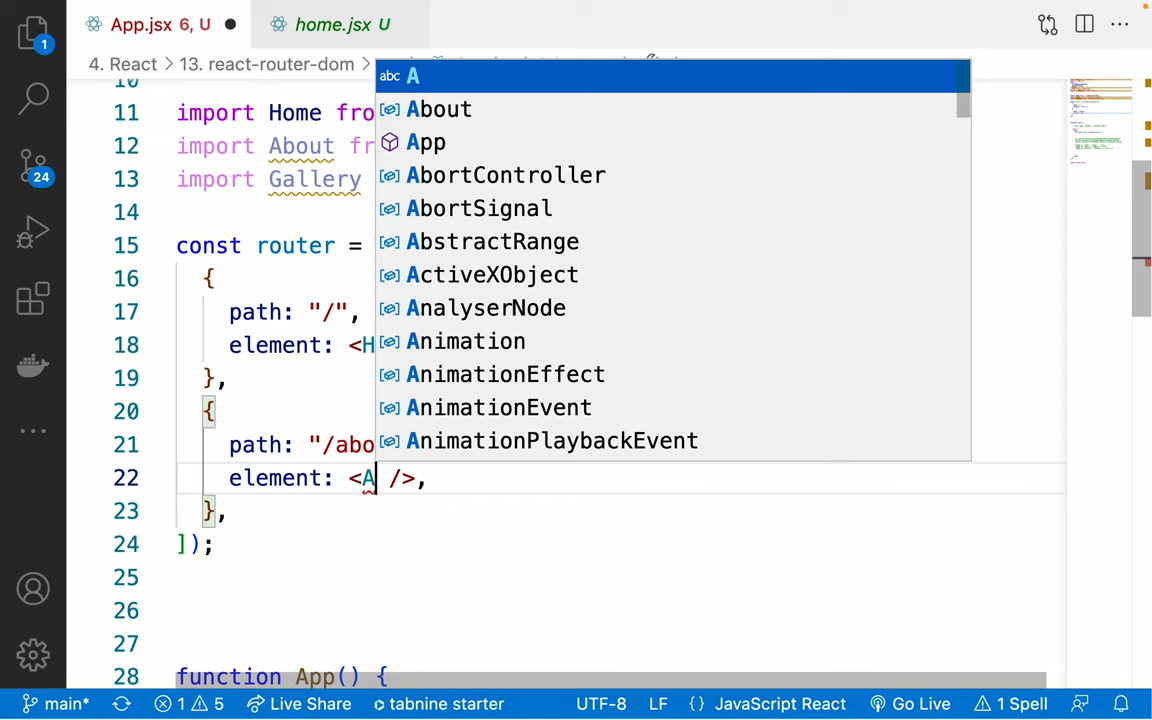 App.jsx 6, U
home.jsx U
4. React > 13. react-router-dom >
10
11 import Home fro
12 import About fr
13 import Gallery
14
15 const router =
16 {
17 path: "/",
18 element: <H
19 },
20 {
21 path: "/abo
22 element: <A />,
23 },
24 ]);
25
26
27
28 function App() {
abc A
About
App
AbortController
AbortSignal
AbstractRange
ActiveXObject
AnalyserNode
Animation
AnimationEffect
AnimationEvent
AnimationPlaybackEvent
1
24
main* 1 5 Live Share tabnine starter UTF-8 LF {} JavaScript React Go Live 1 Spell